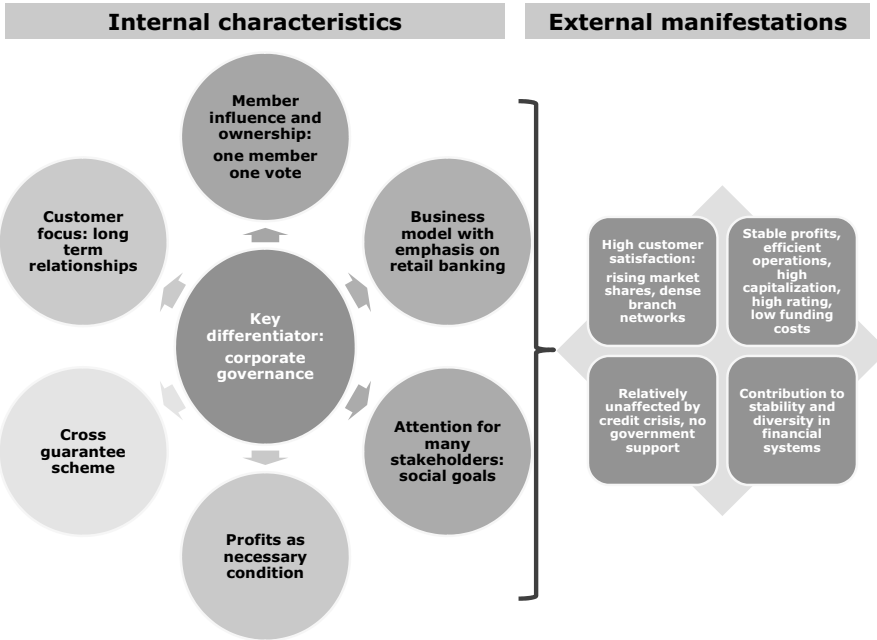 Internal characteristics
External manifestations
Member
influence and
ownership:
one member
one vote
Customer
focus: long
term
relationships
Business
model with
emphasis on
retail banking
Key
differentiator:
corporate
governance
Cross
guarantee
scheme
Attention for
many
stakeholders:
social goals
Profits as
necessary
condition
High customer
satisfaction:
rising market
shares, dense
branch
networks
Stable profits,
efficient
operations,
high
capitalization,
high rating,
low funding
costs
Relatively
unaffected by
credit crisis, no
government
support
Contribution to
stability and
diversity in
financial
systems